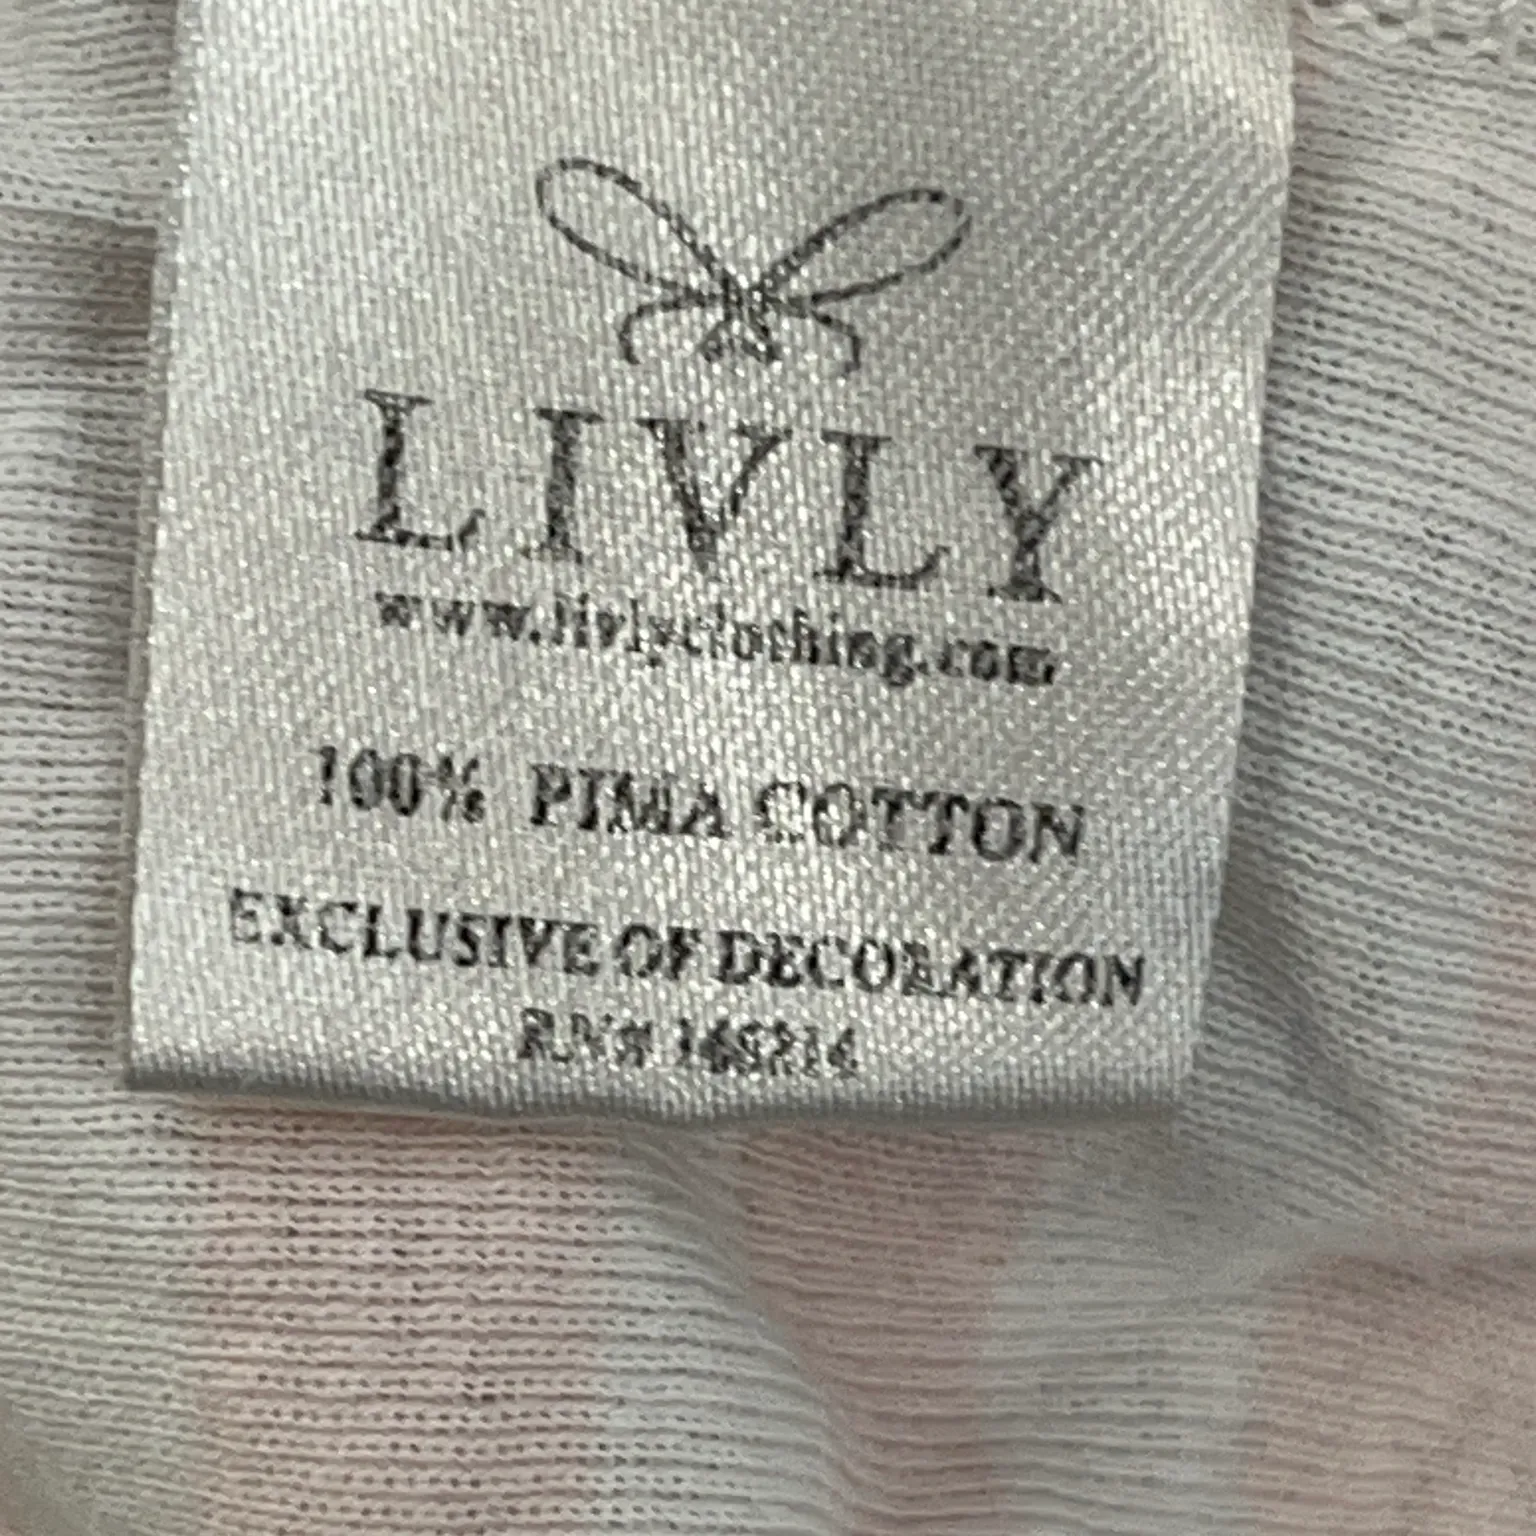 LIVLY
www.livlyclothing.com
100% PIMA COTTON
EXCLUSIVE OF DECORATION
RN#